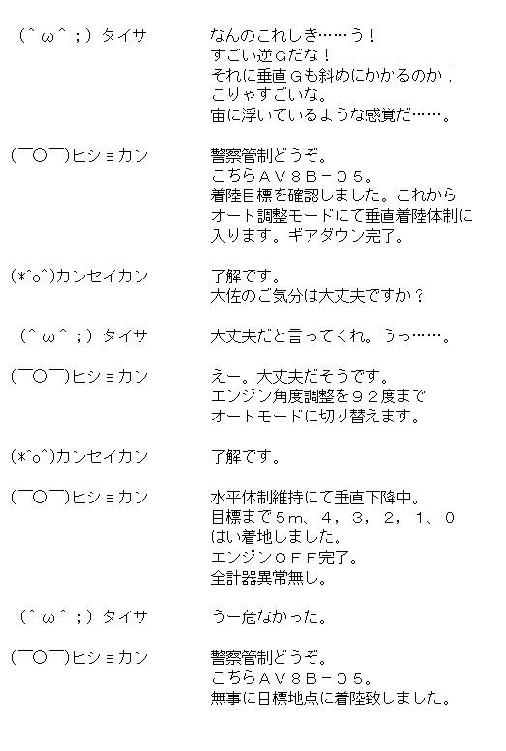 (＾ω＾；) タイサ　なんのこれしき……う！
すごい逆Ｇだな！
それに垂直Ｇも斜めにかかるのか．
こりゃすごいな。
宙に浮いているような感覚だ……。
(￣○￣)ヒショカン　警察管制どうぞ。
こちらＡＶ８Ｂ－０５。
着陸目標を確認しました。これから
オート調整モードにて垂直着陸体制に
入ります。ギアダウン完了。
(*^o^)カンセイカン　了解です。
大佐のご気分は大丈夫ですか？
(＾ω＾；) タイサ　大丈夫だと言ってくれ。うっ……。
(￣○￣)ヒショカン　えー。大丈夫だそうです。
エンジン角度調整を９２度まで
オートモードに切り替えます。
(*^o^)カンセイカン　了解です。
(￣○￣)ヒショカン　水平体制維持にて垂直下降中。
目標まで５ｍ、４，３，２，１、０
はい着地しました。
エンジンＯＦＦ完了。
全計器異常無し。
(＾ω＾；) タイサ　うー危なかった。
(￣○￣)ヒショカン　警察管制どうぞ。
こちらＡＶ８Ｂ－０５。
無事に目標地点に着陸致しました。